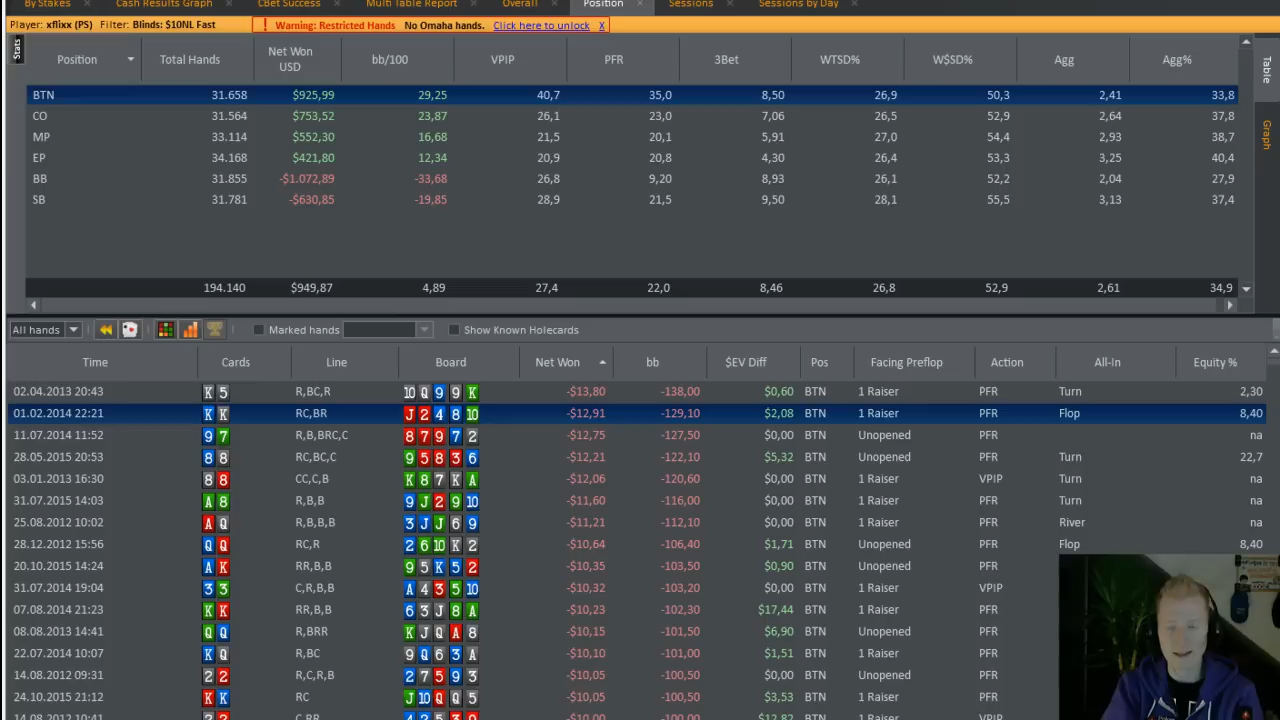 By Stakes Cash Results Graph CBet Success Multi Table Report Overall Position Sessions Sessions by Day
Player: xflixx (PS) Filter: Blinds: $10NL Fast ! Warning: Restricted Hands No Omaha hands. Click here to unlock X
Stats
Position Total Hands Net Won USD bb/100 VPIP PFR 3Bet WTSD% W$SD% Agg Agg%
BTN 31.658 $925,99 29,25 40,7 35,0 8,50 26,9 50,3 2,41 33,8
CO 31.564 $753,52 23,87 26,1 23,0 7,06 26,5 52,9 2,64 37,8
MP 33.114 $552,30 16,68 21,5 20,1 5,91 27,0 54,4 2,93 38,7
EP 34.168 $421,80 12,34 20,9 20,8 4,30 26,4 53,3 3,25 40,4
BB 31.855 -$1.072,89 -33,68 26,8 9,20 8,93 26,1 52,2 2,04 27,9
SB 31.781 -$630,85 -19,85 28,9 21,5 9,50 28,1 55,5 3,13 37,4
194.140 $949,87 4,89 27,4 22,0 8,46 26,8 52,9 2,61 34,9
Table
Graph
All hands Marked hands Show Known Holecards
Time Cards Line Board Net Won bb $EV Diff Pos Facing Preflop Action All-In Equity %
02.04.2013 20:43 K 5 R,BC,R 10 Q 9 9 K -$13,80 -138,00 $0,60 BTN 1 Raiser PFR Turn 2,30
01.02.2014 22:21 K K RC,BR J 2 4 8 10 -$12,91 -129,10 $2,08 BTN 1 Raiser PFR Flop 8,40
11.07.2014 11:52 9 7 R,B,BRC,C 8 7 9 7 2 -$12,75 -127,50 $0,00 BTN Unopened PFR na
28.05.2015 20:53 8 8 RC,BC,C 9 5 8 3 6 -$12,21 -122,10 $5,32 BTN Unopened PFR Turn 22,7
03.01.2013 16:30 8 8 CC,C,B K 8 7 K A -$12,06 -120,60 $0,00 BTN 1 Raiser VPIP Turn na
31.07.2015 14:03 A 8 R,B,B 9 J 2 9 10 -$11,60 -116,00 $0,00 BTN 1 Raiser PFR Turn na
25.08.2012 10:02 A Q R,B,B,B 3 J J 6 9 -$11,21 -112,10 $0,00 BTN 1 Raiser PFR River na
28.12.2012 15:56 Q Q RC,R 2 6 10 K 2 -$10,64 -106,40 $1,71 BTN Unopened PFR Flop 8,40
20.10.2015 14:24 A K RR,B,B 9 5 K 5 2 -$10,35 -103,50 $0,90 BTN Unopened PFR
31.07.2014 19:04 3 3 C,R,B,B A 4 3 5 10 -$10,32 -103,20 $0,00 BTN 1 Raiser VPIP
07.08.2014 21:23 K K RR,B,B 6 3 J 8 A -$10,23 -102,30 $17,44 BTN 1 Raiser PFR
08.08.2013 14:41 Q Q R,BRR K J Q A 8 -$10,15 -101,50 $6,90 BTN Unopened PFR
22.07.2014 10:07 K Q R,BC 9 Q 6 3 A -$10,10 -101,00 $1,51 BTN 1 Raiser PFR
14.08.2012 09:31 2 2 R,C,R,B 2 7 5 9 3 -$10,05 -100,50 $0,00 BTN Unopened PFR
24.10.2015 21:12 K K RC J 10 Q Q 5 -$10,05 -100,50 $3,53 BTN 1 Raiser PFR
14.08.2012 10:41 2 2 C,RR 4 2 5 3 9 -$10,00 -100,00 $12,82 BTN 1 Raiser VPIP